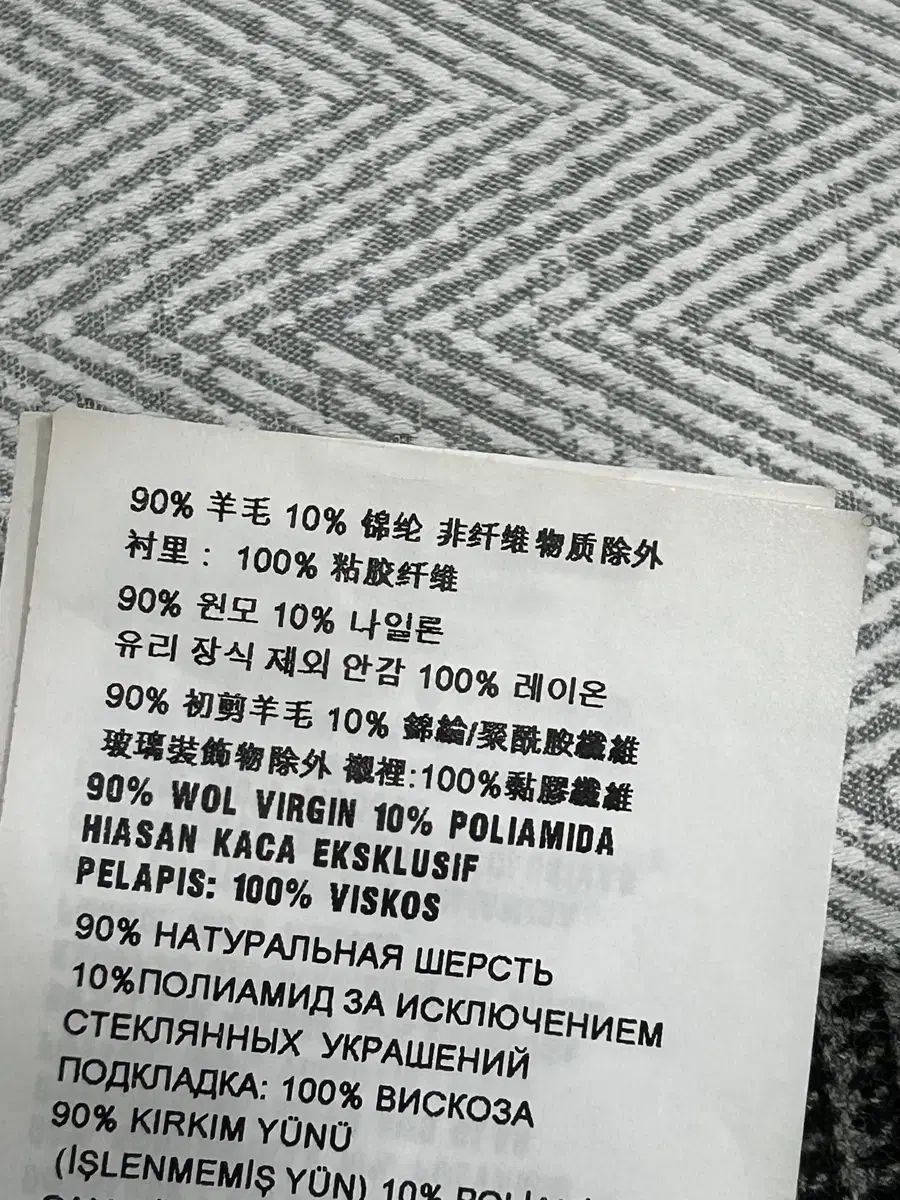 90% 羊毛 10% 锦纶 非纤维物质除外
衬里： 100% 粘胶纤维
90% 원모 10% 나일론
유리 장식 재외 안감 100% 레이온
90% 初剪羊毛 10% 錦綸/聚酰胺纖維
玻璃裝飾物除外 襯裡:100%黏膠纖維
90% WOL VIRGIN 10% POLIAMIDA
HIASAN KACA EKSKLUSIF
PELAPIS: 100% VISKOS
90% НАТУРАЛЬНАЯ ШЕРСТЬ
10%ПОЛИАМИД ЗА ИСКЛЮЧЕНИЕМ
СТЕКЛЯННЫХ УКРАШЕНИЙ
ПОДКЛАДКА: 100% ВИСКОЗА
90% KIRKIM YÜNÜ
(İŞLENMEMİŞ YÜN) 10%